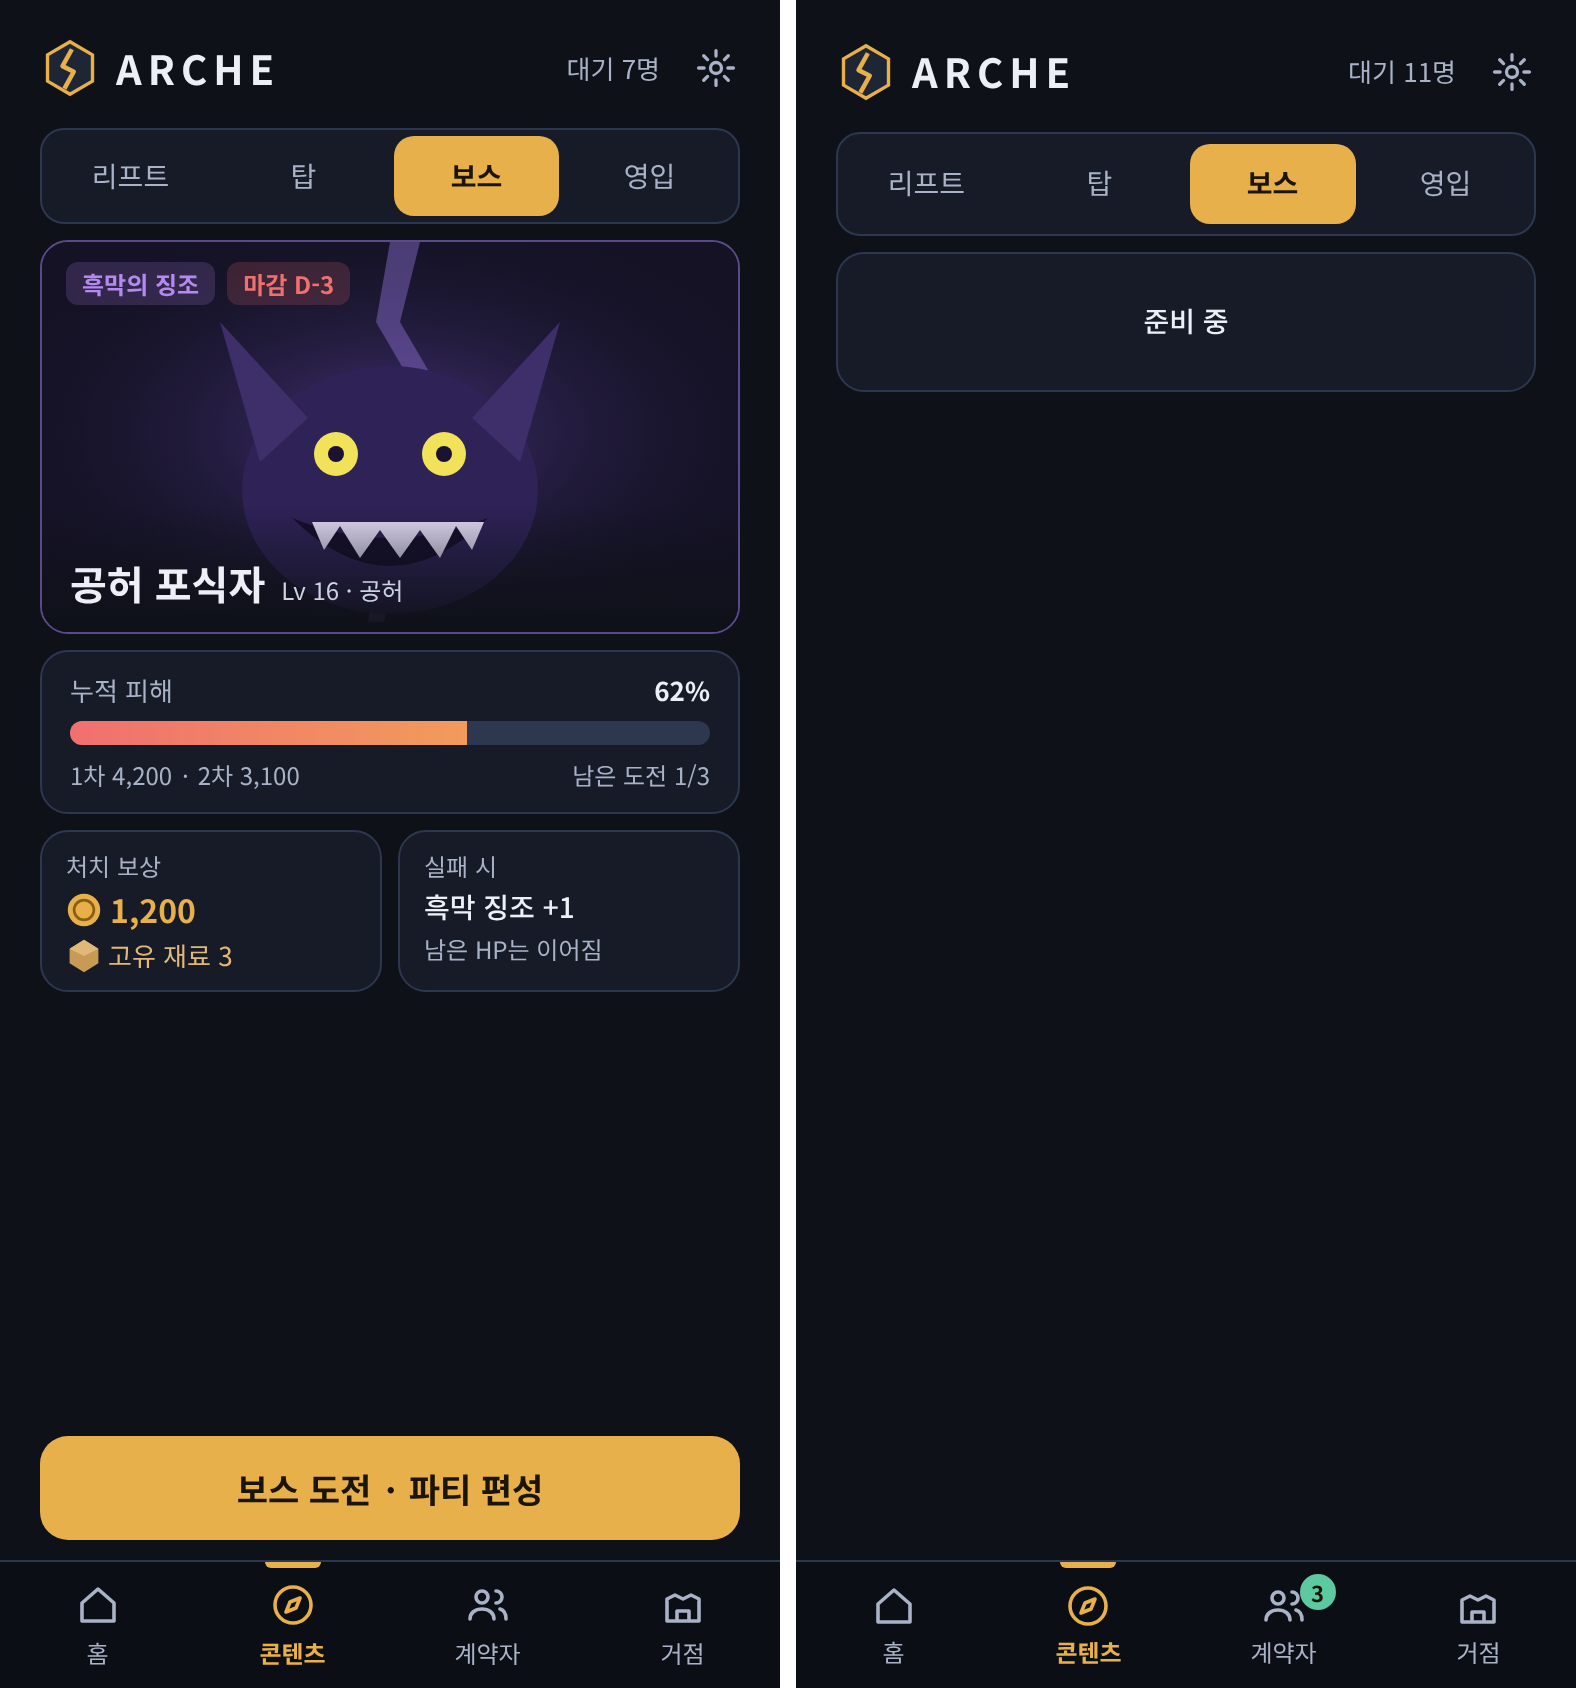 ARCHE
대기 7명
리프트 탑 보스 영입
흑막의 징조 마감 D-3
공허 포식자 Lv 16 · 공허
누적 피해 62%
1차 4,200 · 2차 3,100 남은 도전 1/3
처치 보상
1,200
고유 재료 3
실패 시
흑막 징조 +1
남은 HP는 이어짐
보스 도전 · 파티 편성
홈 콘텐츠 계약자 거점
ARCHE
대기 11명
리프트 탑 보스 영입
준비 중
3
홈 콘텐츠 계약자 거점